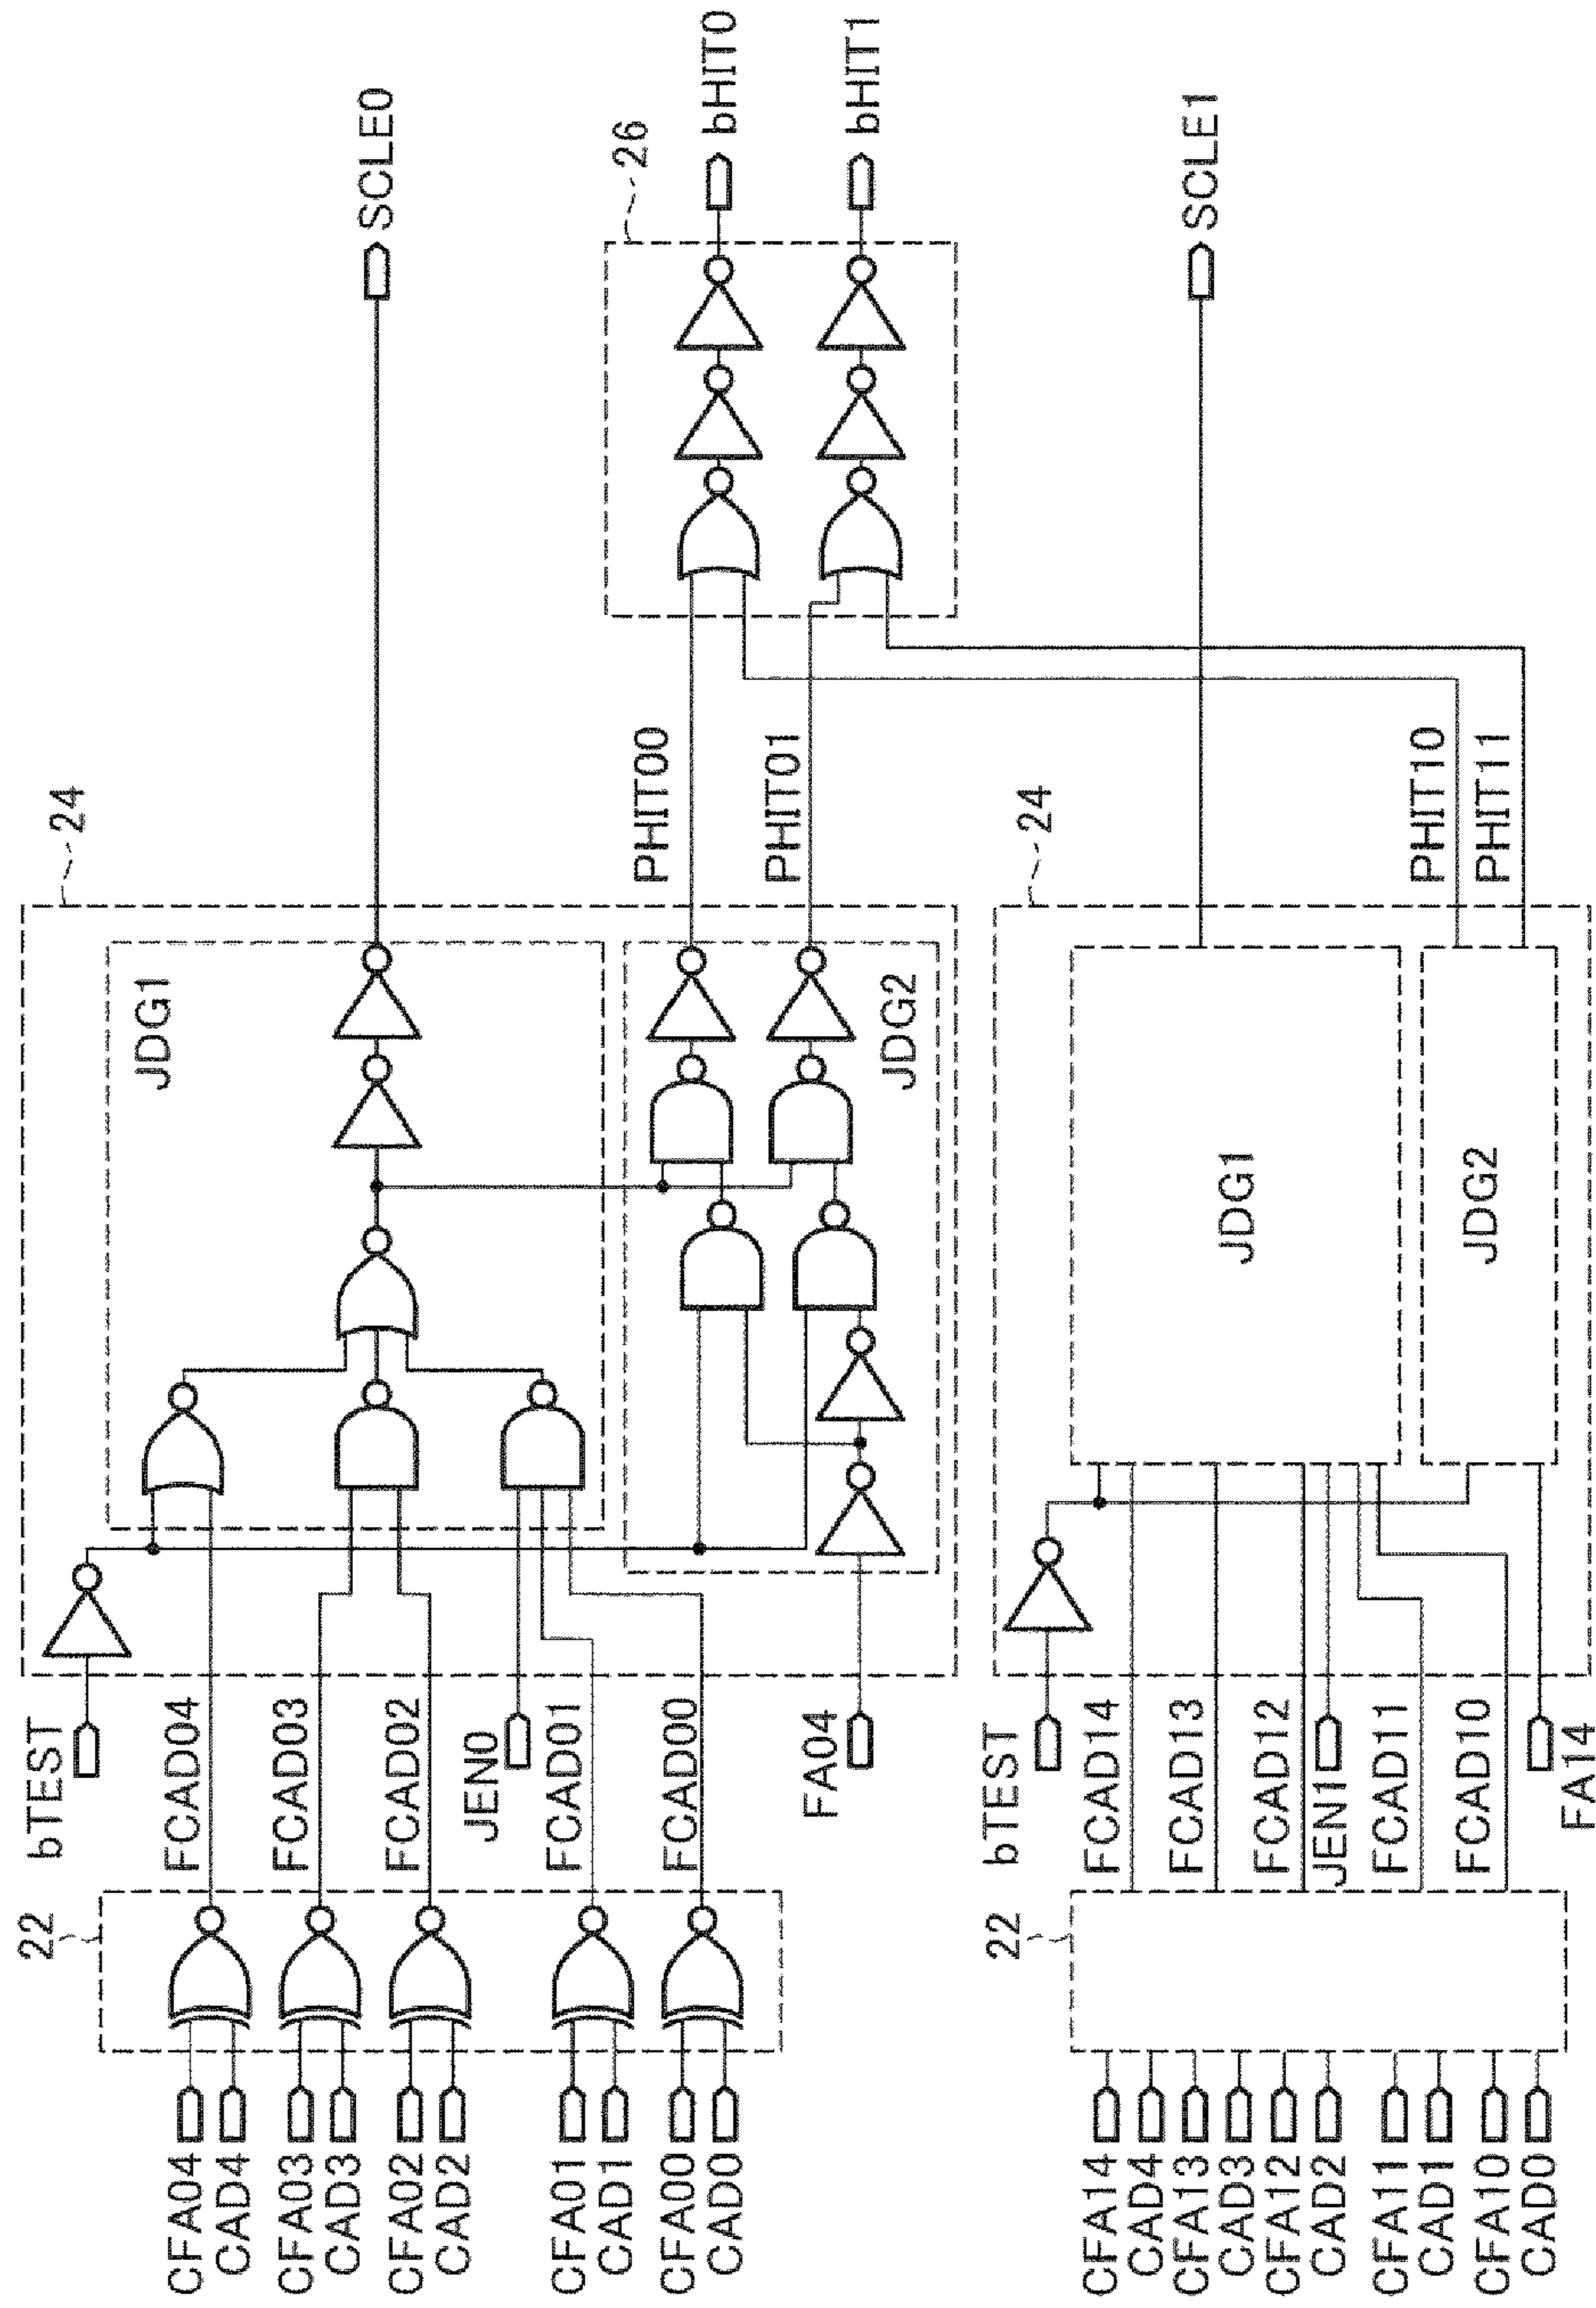 CFA04
CAD4
CFA03
CAD3
CFA02
CAD2
CFA01
CAD1
CFA00
CAD0
22
bTEST
FCAD04
FCAD03
FCAD02
JEN0
FCAD01
FCAD00
FA04
24
JDG1
JDG2
PHIT00
PHIT01
SCLE0
26
bHIT0
bHIT1
CFA14
CAD4
CFA13
CAD3
CFA12
CAD2
CFA11
CAD1
CFA10
CAD0
22
bTEST
FCAD14
FCAD13
FCAD12
JEN1
FCAD11
FCAD10
FA14
24
JDG1
JDG2
PHIT10
PHIT11
SCLE1